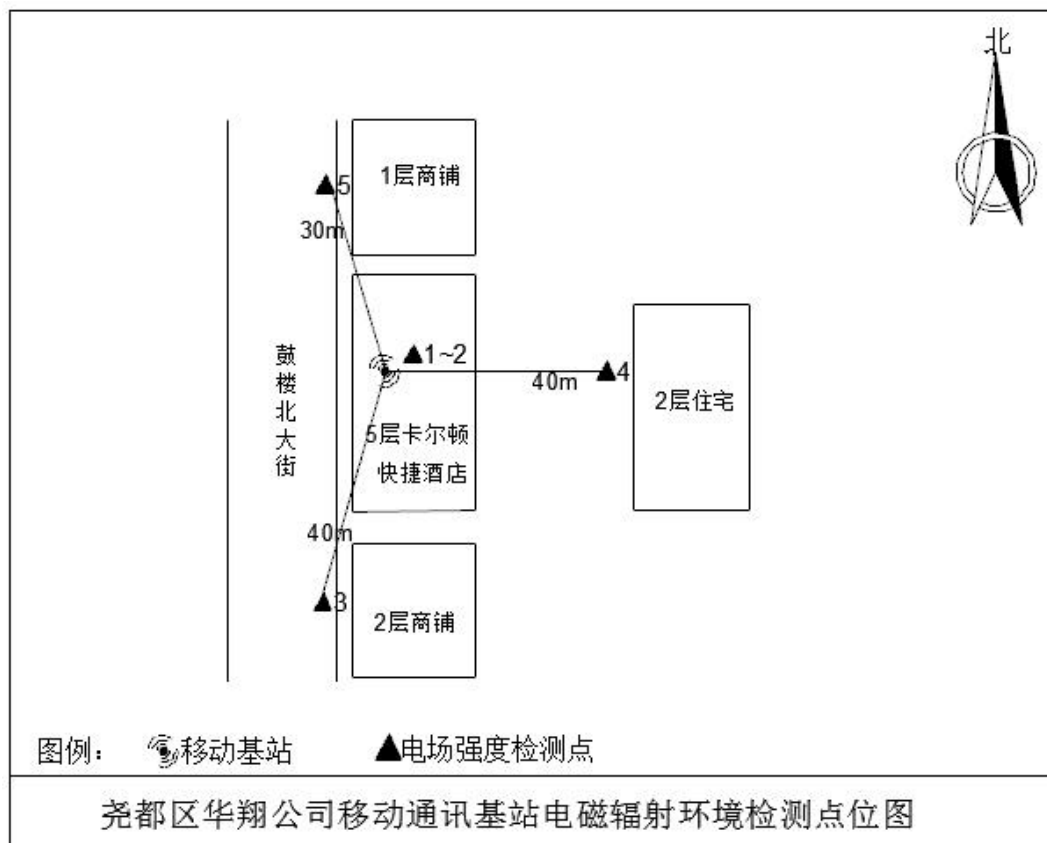 北
1层商铺
5
30m
1~2
鼓楼北大街
40m
4
2层住宅
5层卡尔顿
快捷酒店
40m
3
2层商铺
图例： 移动基站 电场强度检测点
尧都区华翔公司移动通讯基站电磁辐射环境检测点位图